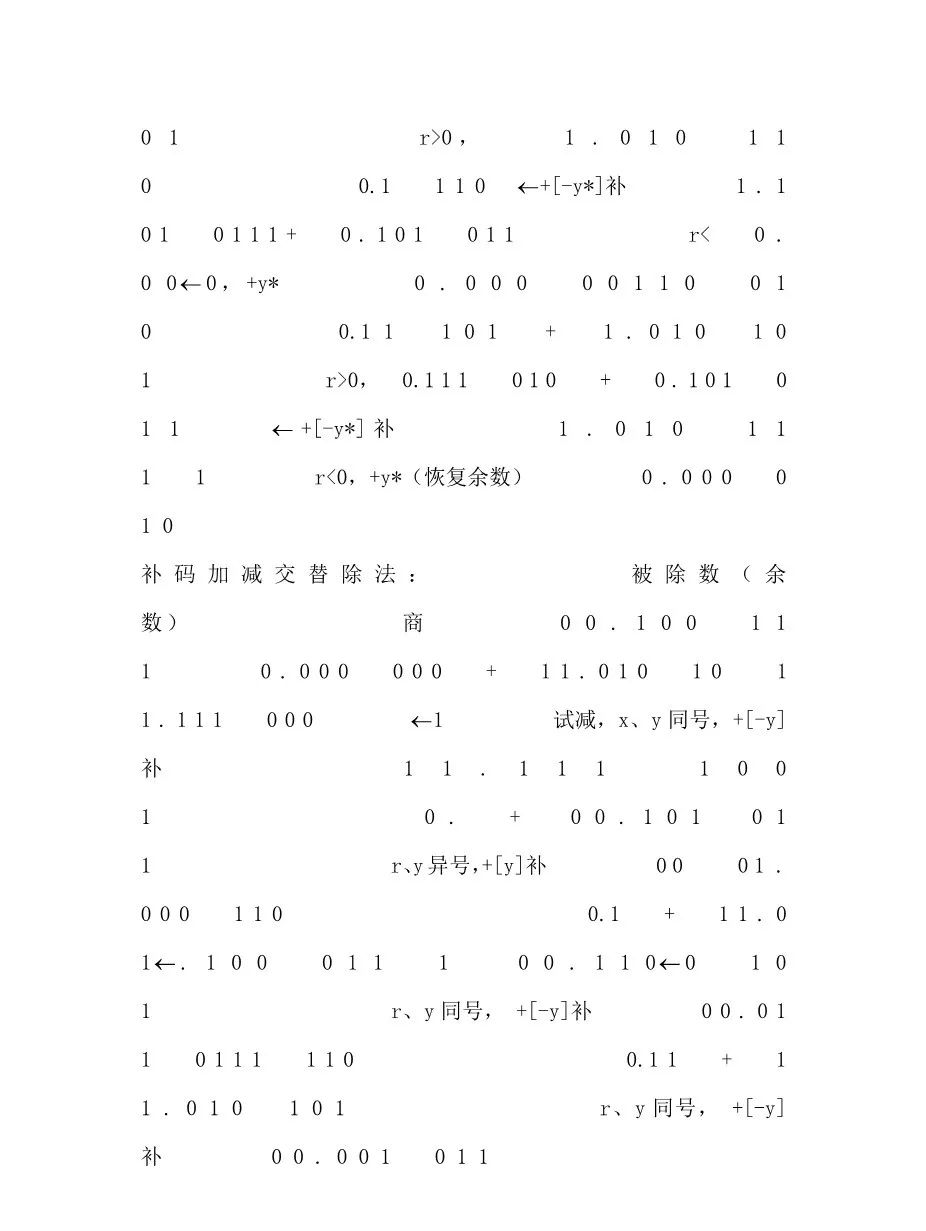 0 1 r>0， 1 . 0 1 0 1 1
0 0.1 1 1 0 ←+[-y*]补 1 . 1
0 1 0 1 1 1 + 0 . 1 0 1 0 1 1 r< 0 .
0 0←0，+y* 0 . 0 0 0 0 0 1 1 0 0 1
0 0.1 1 1 0 1 + 1 . 0 1 0 1 0
1 r>0， 0.1 1 1 0 1 0 + 0 . 1 0 1 0
1 1 ← +[-y*] 补 1 . 0 1 0 1 1
1 1 r<0，+y*（恢复余数） 0 . 0 0 0 0
1 0
补 码 加 减 交 替 除 法 ： 被 除 数 （ 余
数） 商 0 0 . 1 0 0 1 1
1 0 . 0 0 0 0 0 0 + 1 1 . 0 1 0 1 0 1
1 . 1 1 1 0 0 0 ←1 试减，x、y 同号，+[-y]
补 1 1 . 1 1 1 1 0 0
1 0 . + 0 0 . 1 0 1 0 1
1 r、y 异号，+[y]补 0 0 0 1 .
0 0 0 1 1 0 0.1 + 1 1 . 0
1←. 1 0 0 0 1 1 1 0 0 . 1 1 0←0 1 0
1 r、y 同号， +[-y]补 0 0 . 0 1
1 0 1 1 1 1 1 0 0.1 1 + 1
1 . 0 1 0 1 0 1 r、y 同号， +[-y]
补 0 0 . 0 0 1 0 1 1